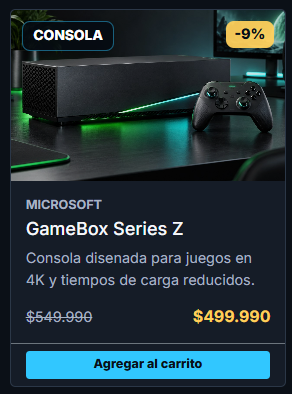 CONSOLA
-9%
MICROSOFT
GameBox Series Z
Consola disenada para juegos en
4K y tiempos de carga reducidos.
$549.990
$499.990
Agregar al carrito